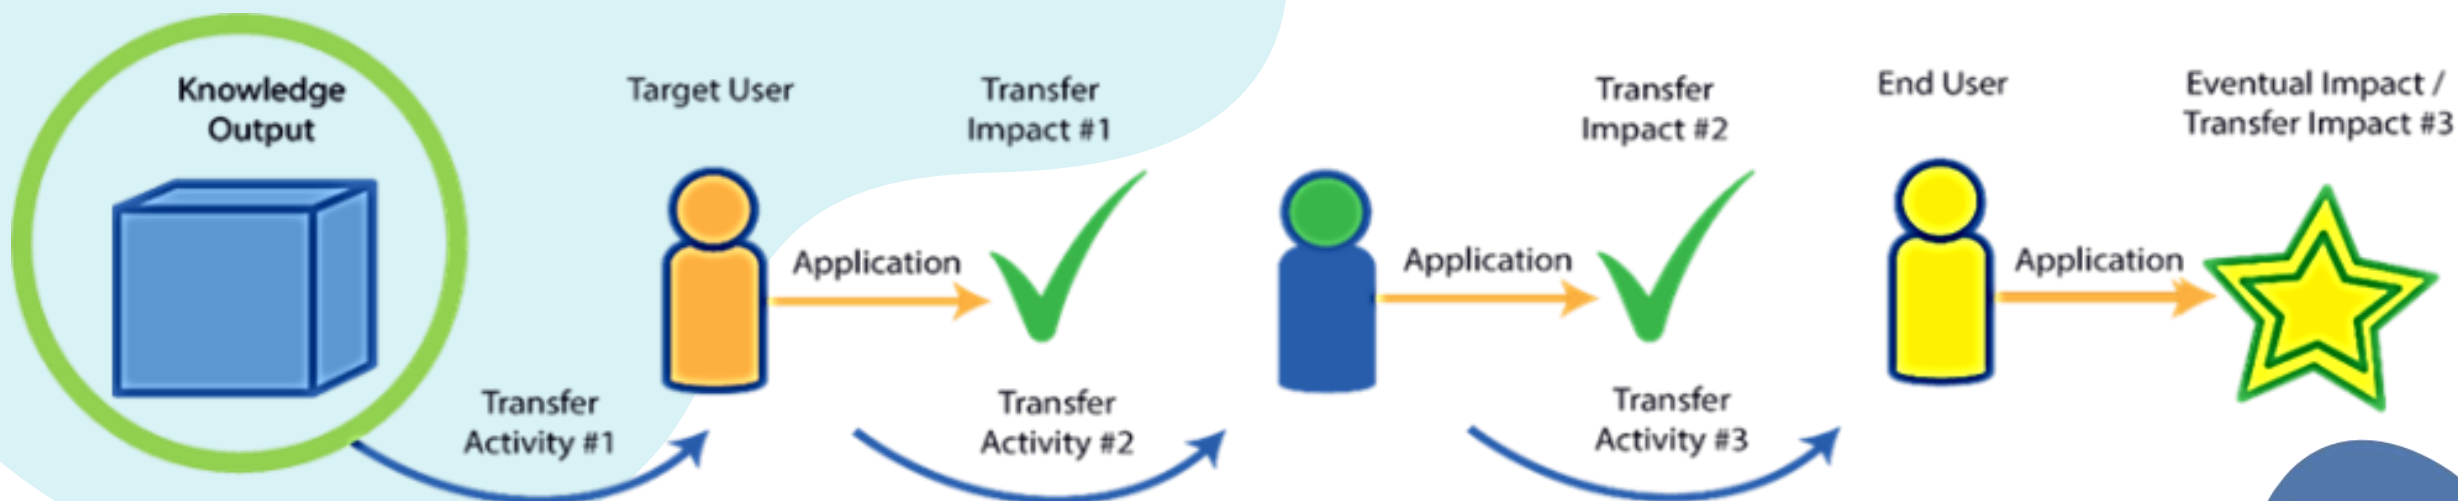 Knowledge
Output
Target User
Transfer
Impact #1
Transfer
Impact #2
End User
Eventual Impact /
Transfer Impact #3
Application
Application
Application
Transfer
Activity #1
Transfer
Activity #2
Transfer
Activity #3